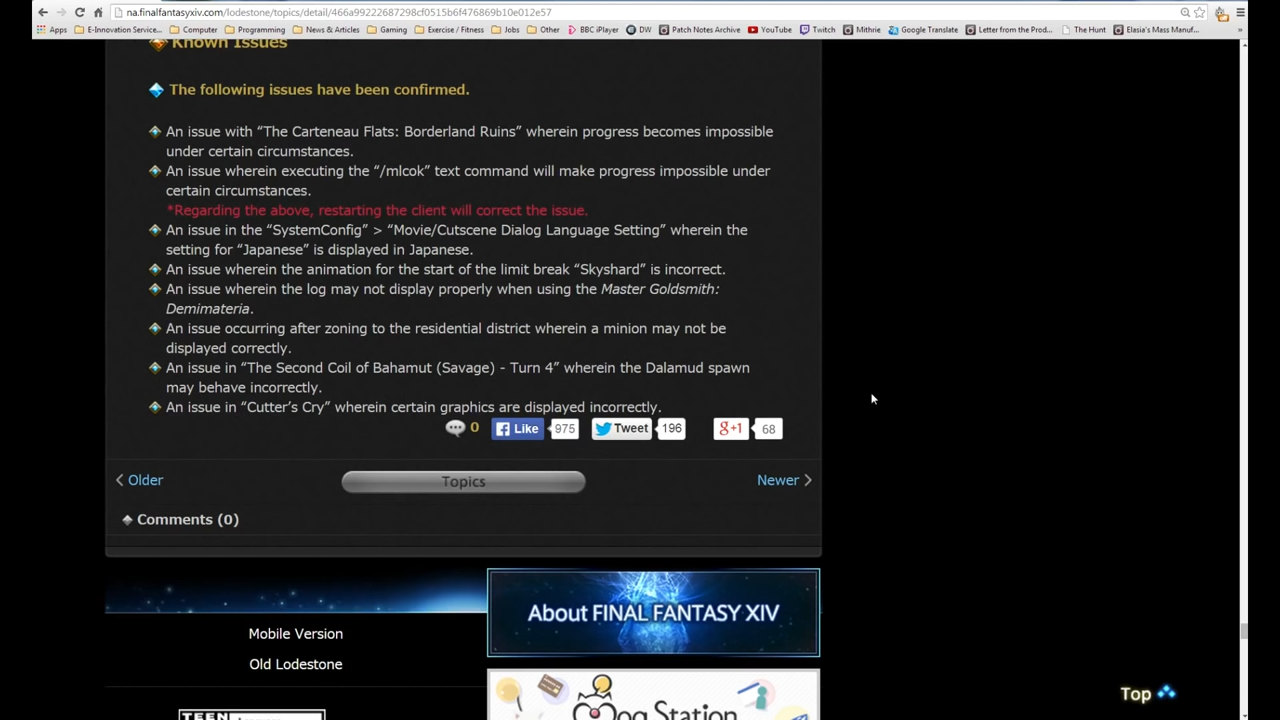 na.finalfantasyxiv.com/lodestone/topics/detail/466a99222687298cf0515b6f476869b10e012e57
Apps E-Innovation Service... Computer Programming News & Articles Gaming Exercise / Fitness Jobs Other BBC iPlayer DW Patch Notes Archive YouTube Twitch Mithrie Google Translate Letter from the Prod... The Hunt Elasia's Mass Manuf... »
Known Issues
The following issues have been confirmed.
An issue with “The Carteneau Flats: Borderland Ruins” wherein progress becomes impossible
under certain circumstances.
An issue wherein executing the “/mlcok” text command will make progress impossible under
certain circumstances.
*Regarding the above, restarting the client will correct the issue.
An issue in the “SystemConfig” > “Movie/Cutscene Dialog Language Setting” wherein the
setting for “Japanese” is displayed in Japanese.
An issue wherein the animation for the start of the limit break “Skyshard” is incorrect.
An issue wherein the log may not display properly when using the Master Goldsmith:
Demimateria.
An issue occurring after zoning to the residential district wherein a minion may not be
displayed correctly.
An issue in “The Second Coil of Bahamut (Savage) - Turn 4” wherein the Dalamud spawn
may behave incorrectly.
An issue in “Cutter’s Cry” wherein certain graphics are displayed incorrectly.
0 Like 975 Tweet 196 g+1 68
Older Topics Newer
Comments (0)
About FINAL FANTASY XIV
Mobile Version
Old Lodestone
Top
Mog Station
TEEN